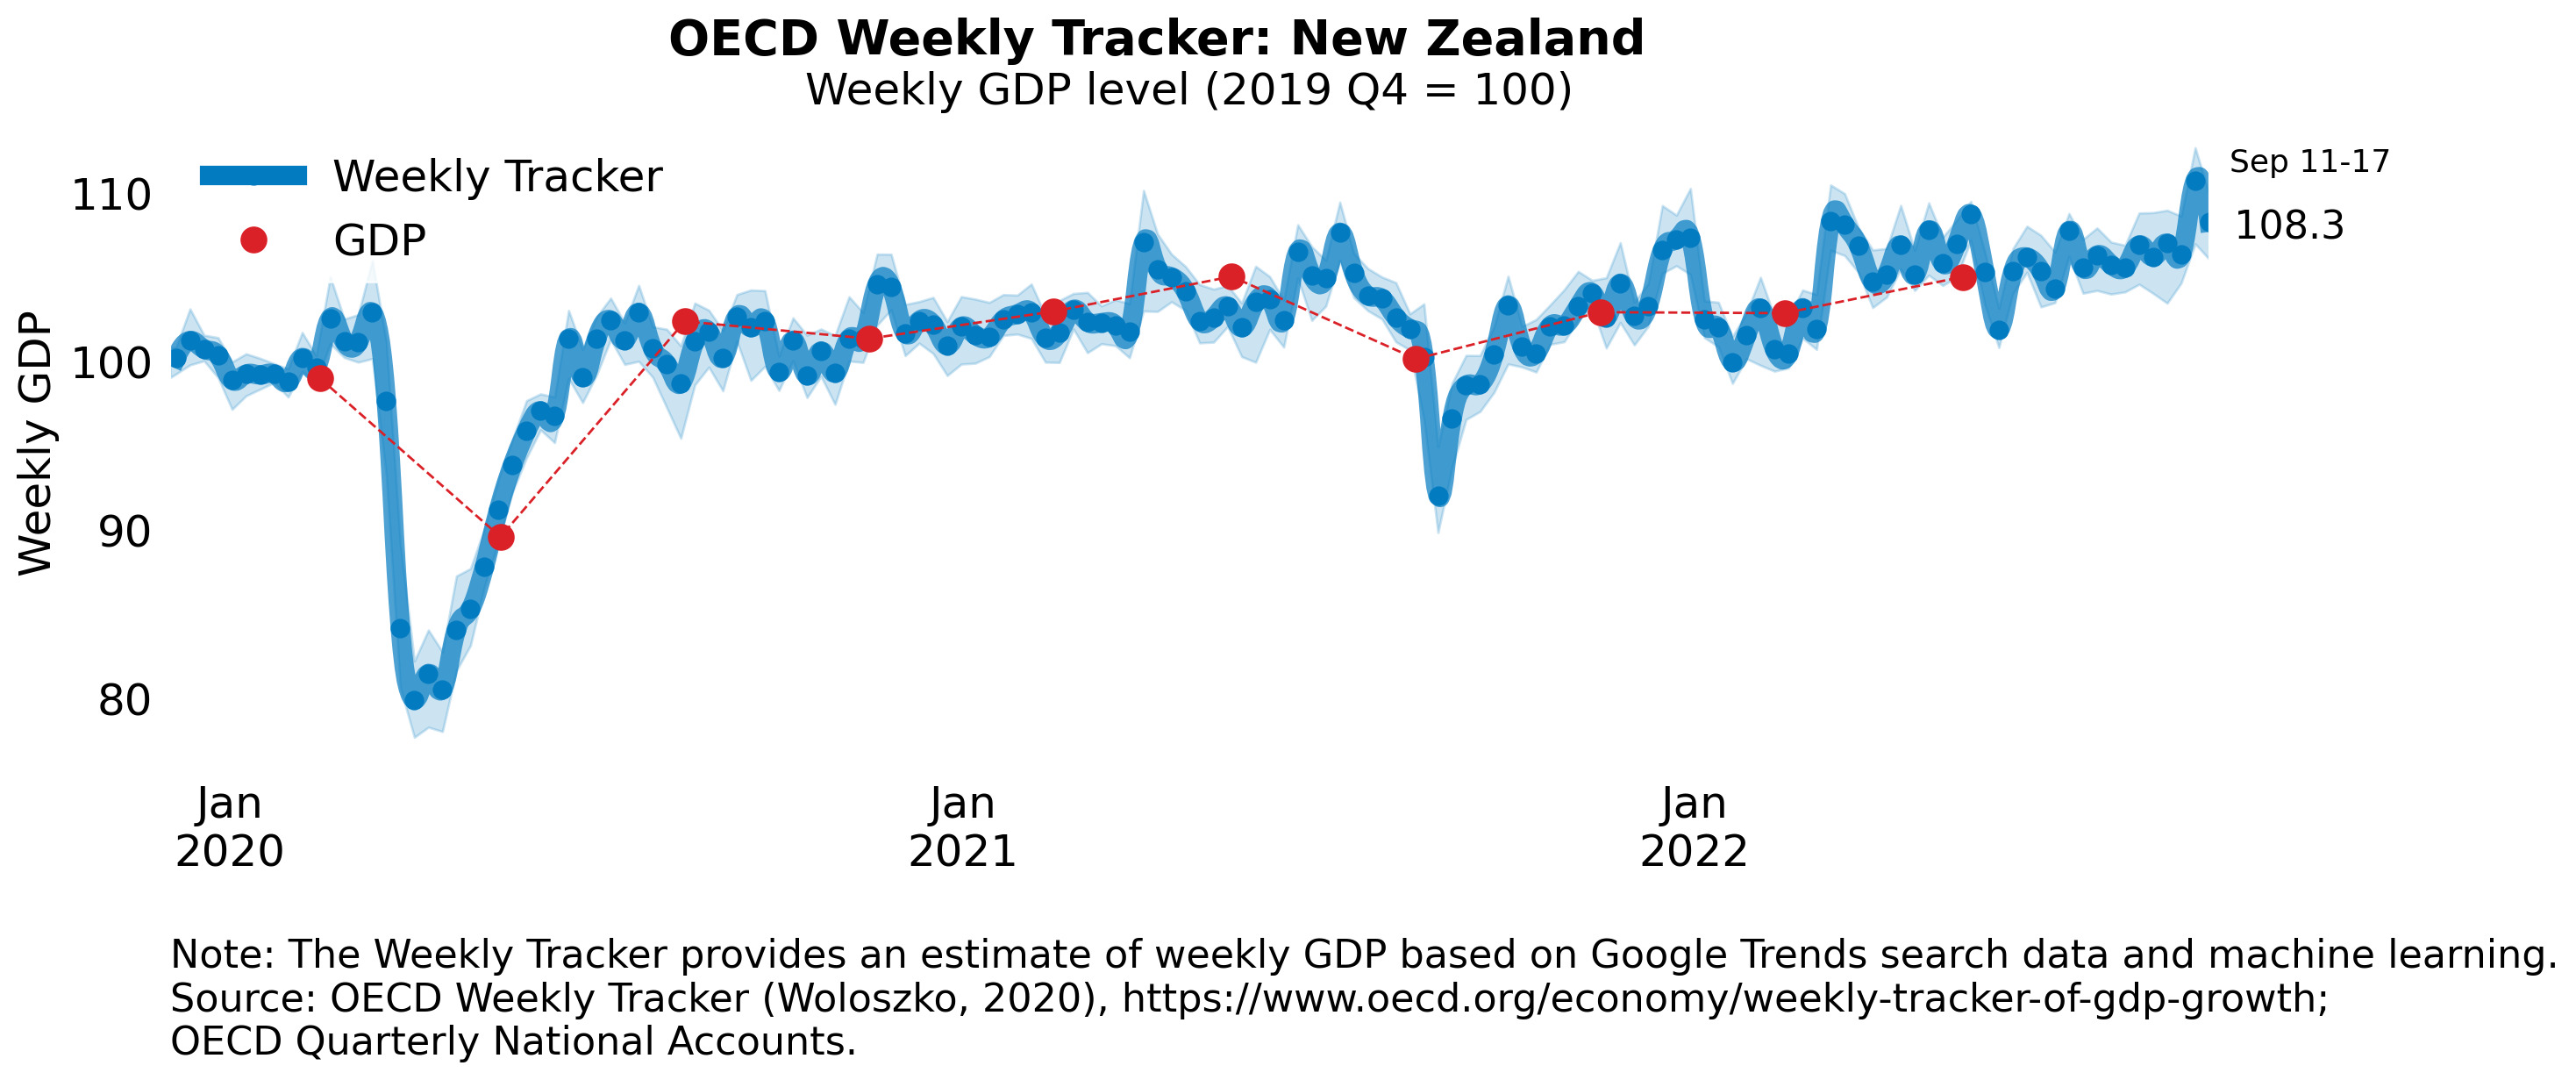 OECD Weekly Tracker: New Zealand
Weekly GDP level (2019 Q4 = 100)
Weekly Tracker
GDP
Sep 11-17
108.3
Weekly GDP
110
100
90
80
Jan
2020
Jan
2021
Jan
2022
Note: The Weekly Tracker provides an estimate of weekly GDP based on Google Trends search data and machine learning.
Source: OECD Weekly Tracker (Woloszko, 2020), https://www.oecd.org/economy/weekly-tracker-of-gdp-growth;
OECD Quarterly National Accounts.